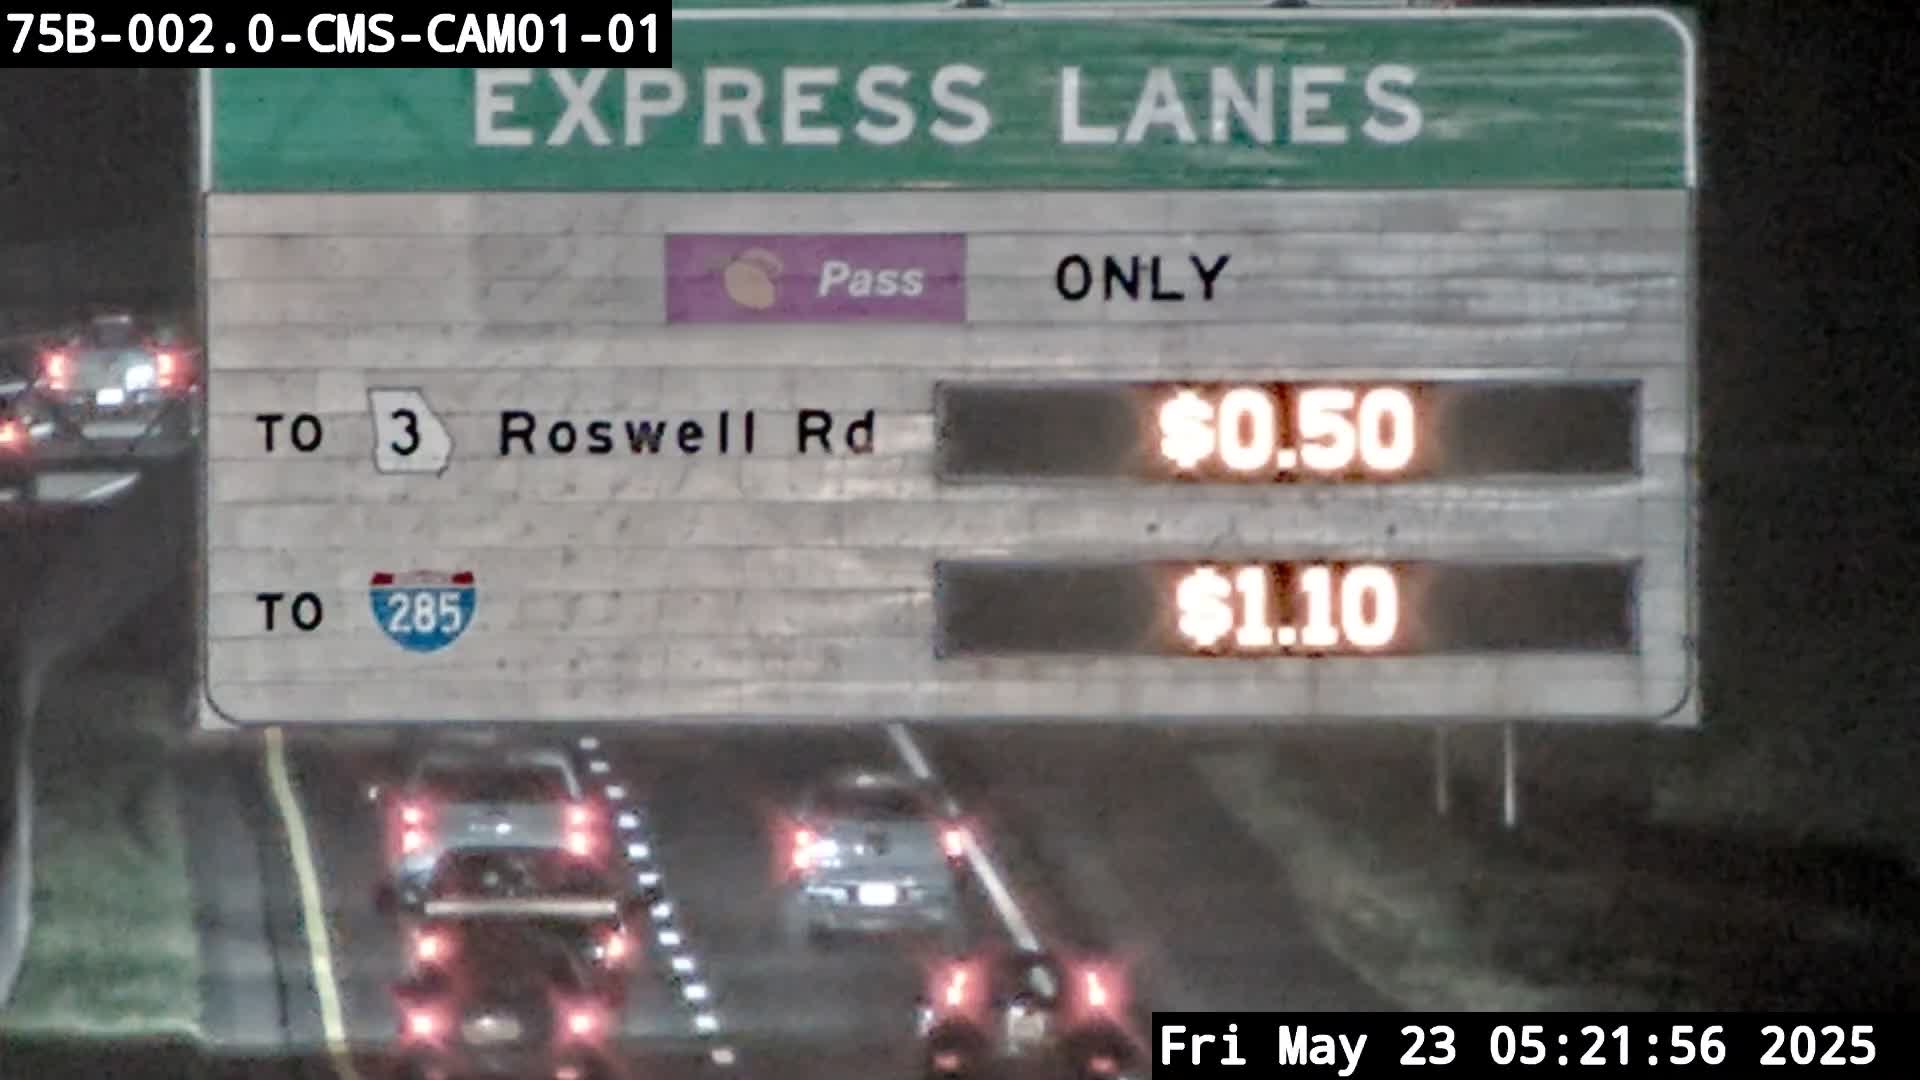 75B-002.0-CMS-CAM01-01
EXPRESS LANES
Pass ONLY
TO 3 Roswell Rd $0.50
TO 285 $1.10
Fri May 23 05:21:56 2025